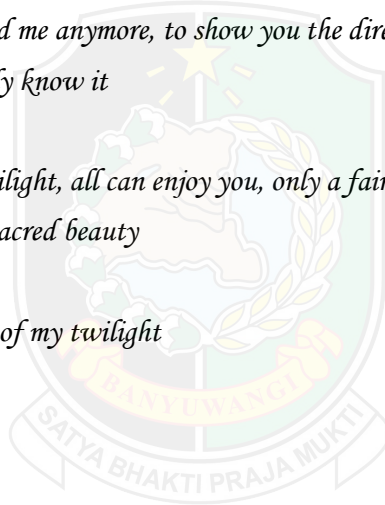 d me anymore, to show you the dire
ly know it
ilight, all can enjoy you, only a fair
acred beauty
of my twilight
BANYUWANGI
SATYA BHAKTI PRAJA MUKTI